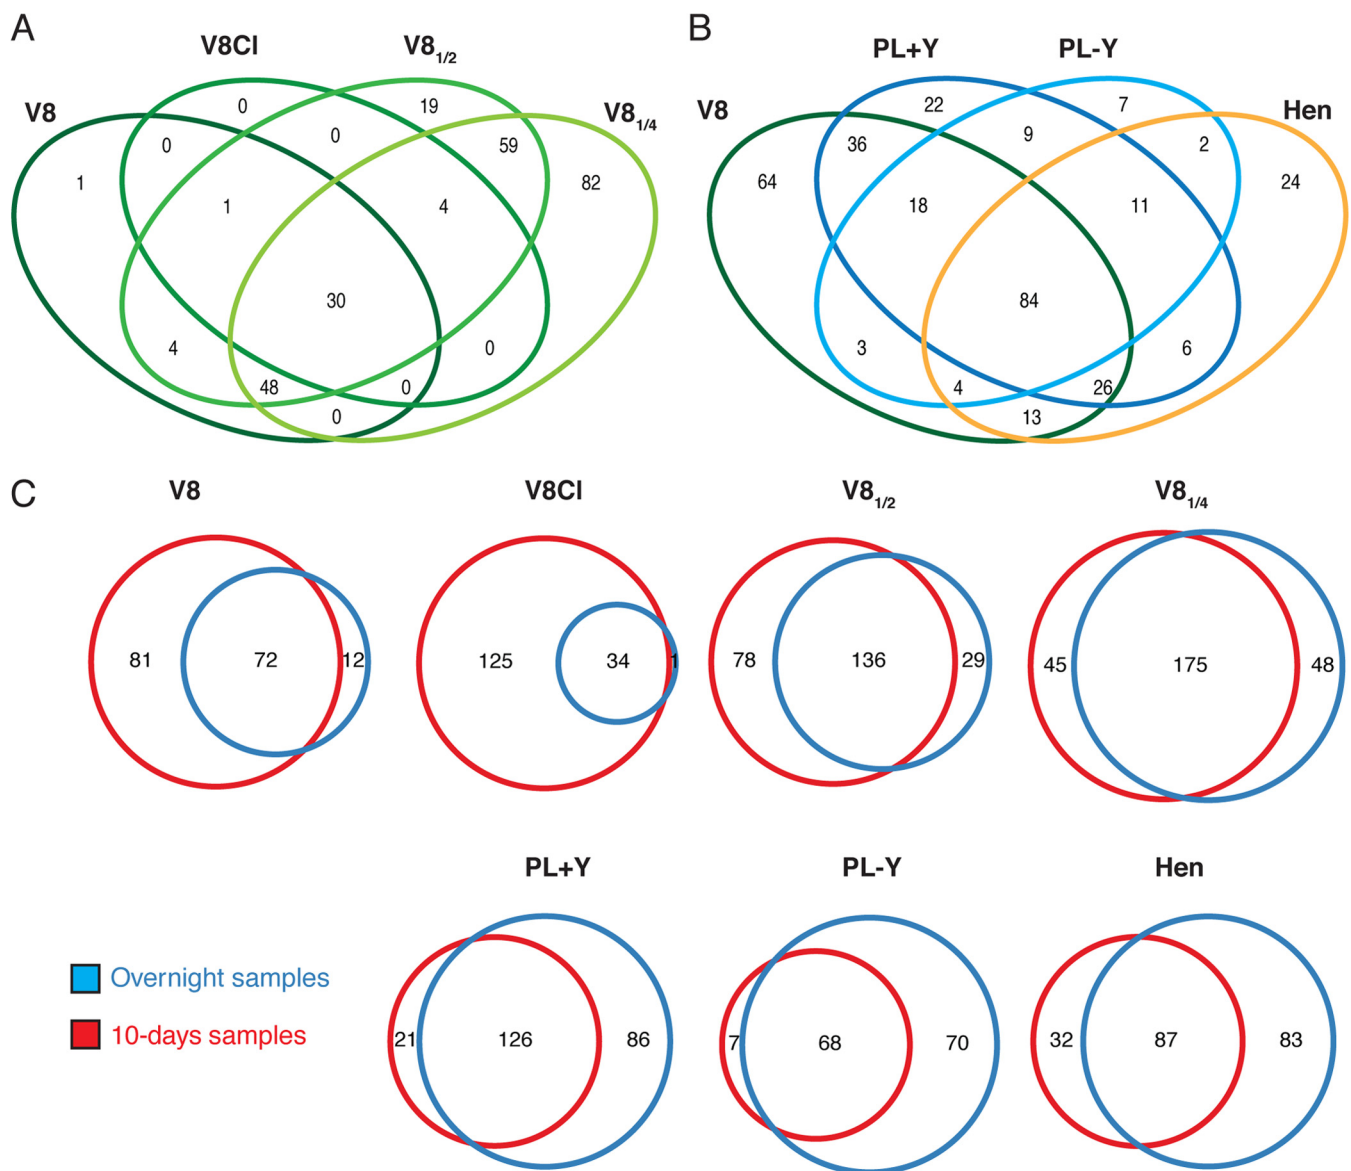 A
B
V8Cl
V81/2
PL+Y
PL-Y
V8
V81/4
V8
Hen
0
19
22
7
0
0
59
36
9
2
1
82
64
24
1
4
18
11
30
84
4
0
3
6
48
0
4
26
0
13
C
V8
V8Cl
V81/2
V81/4
81
72
12
125
34
1
78
136
29
45
175
48
PL+Y
PL-Y
Hen
Overnight samples
10-days samples
21
126
86
7
68
70
32
87
83